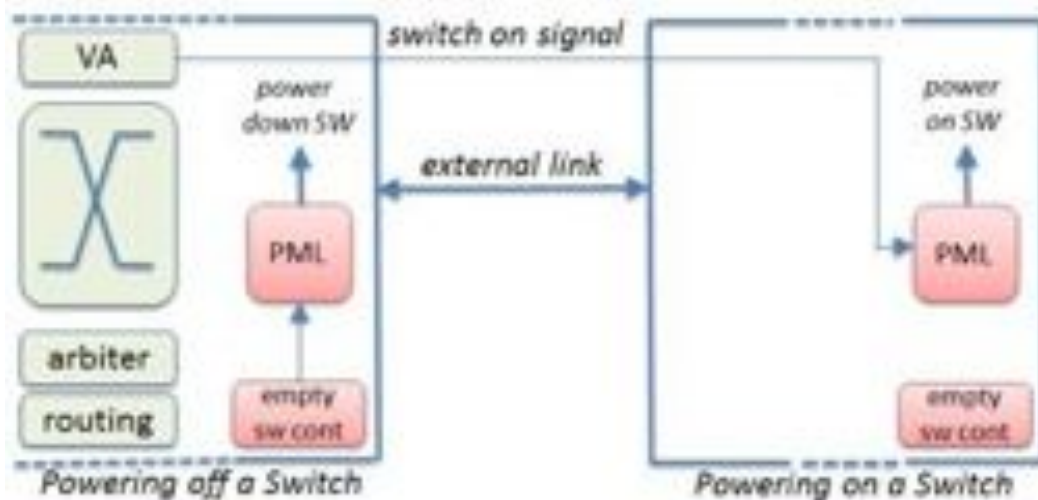 VA
switch on signal
power
down SW
power
on SW
external link
PML
PML
arbiter
routing
empty
sw cont
empty
sw cont
Powering off a Switch
Powering on a Switch